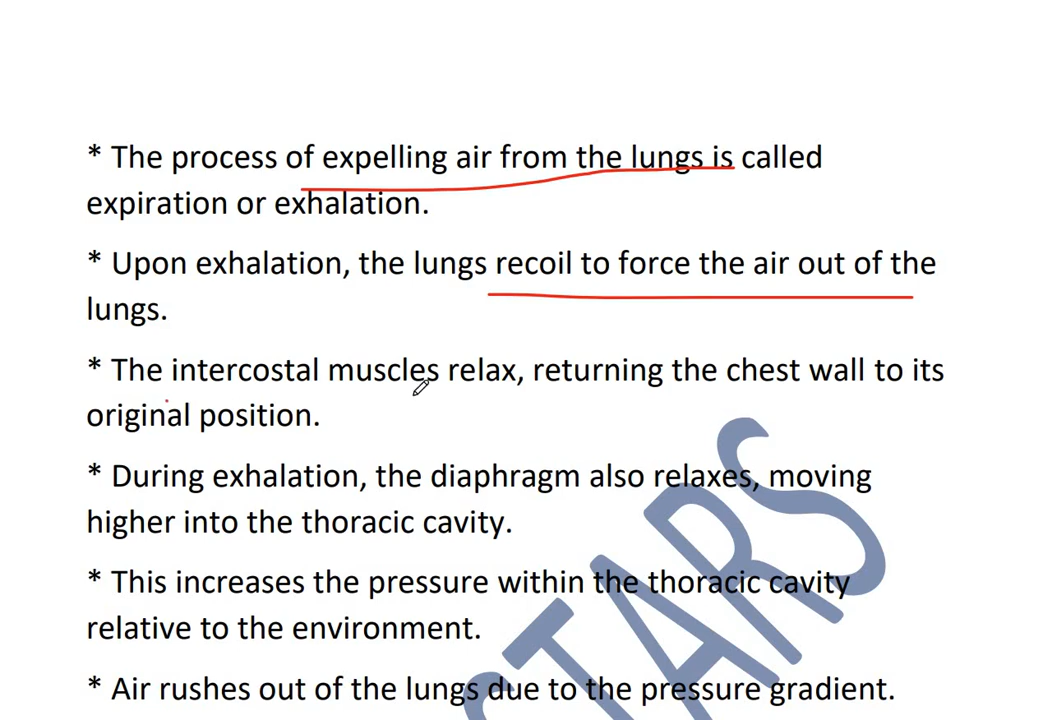 * The process of expelling air from the lungs is called
expiration or exhalation.
* Upon exhalation, the lungs recoil to force the air out of the
lungs.
* The intercostal muscles relax, returning the chest wall to its
original position.
* During exhalation, the diaphragm also relaxes, moving
higher into the thoracic cavity.
* This increases the pressure within the thoracic cavity
relative to the environment.
* Air rushes out of the lungs due to the pressure gradient.
STARS